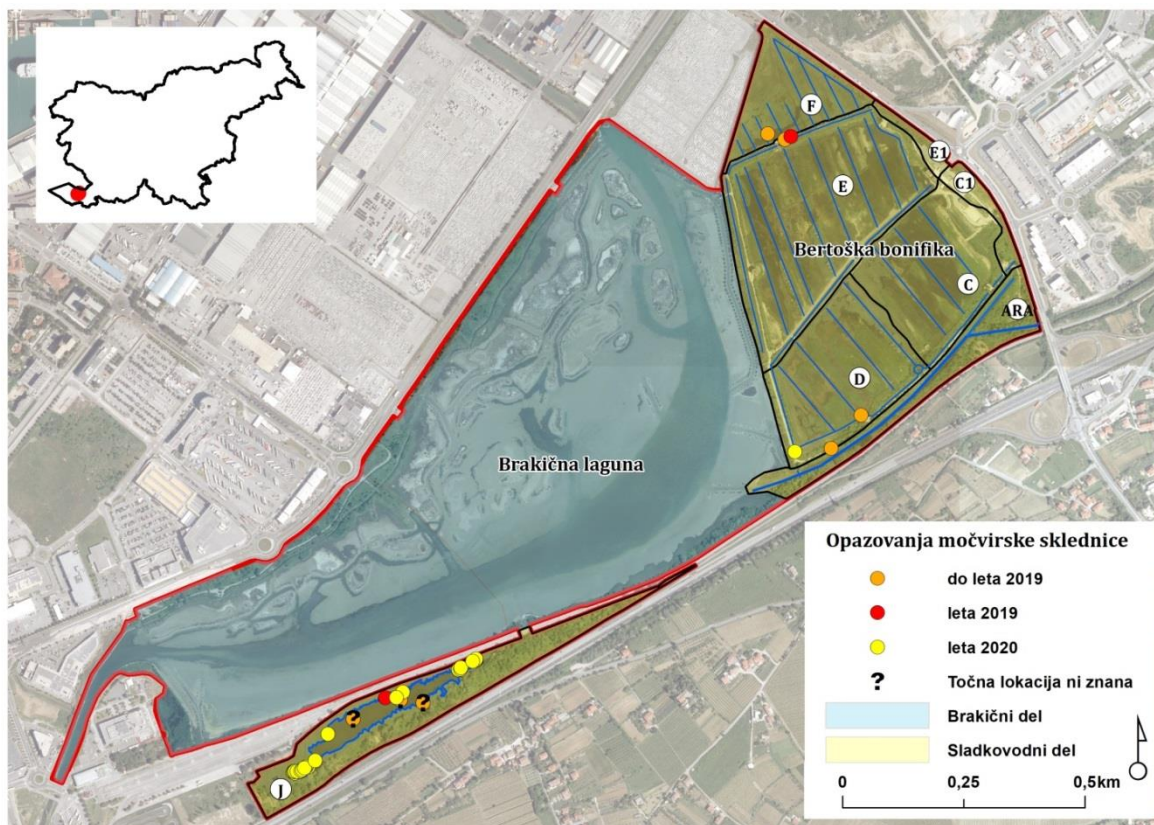 F
E1
C1
E
Bertoška bonifika
C
ARA
D
Brakična laguna
J
?
?
Opazovanja močvirske sklednice
do leta 2019
leta 2019
leta 2020
? Točna lokacija ni znana
Brakični del
Sladkovodni del
0 0,25 0,5km